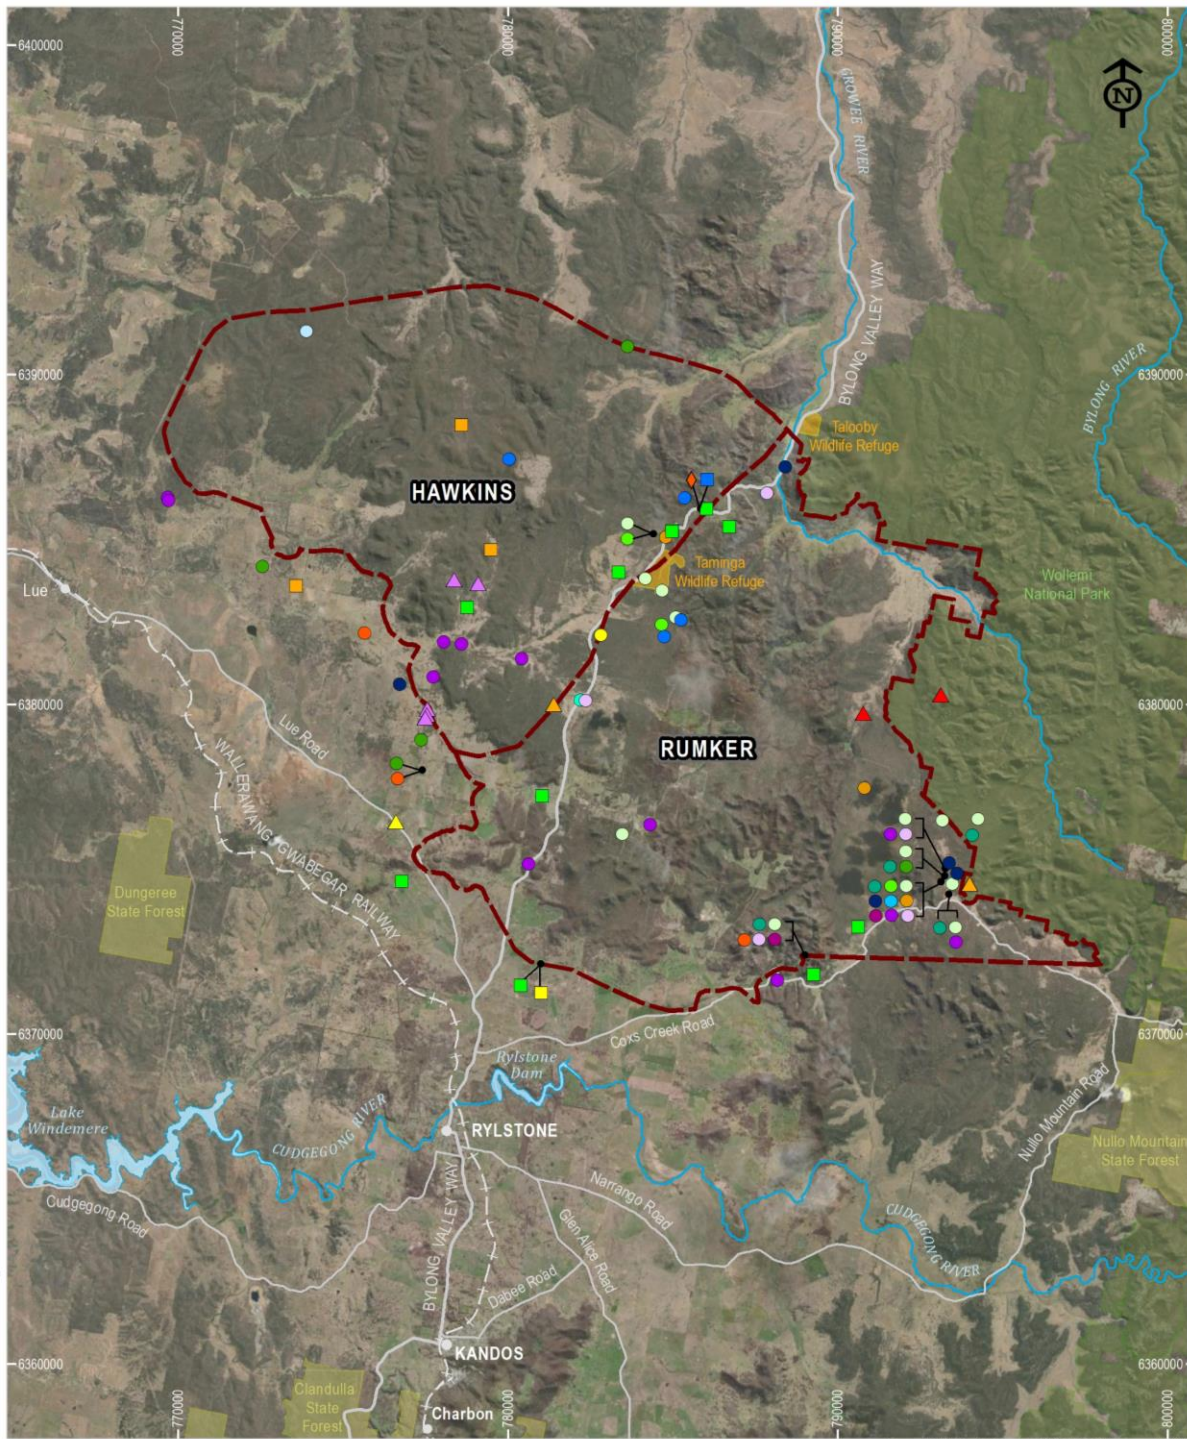 770000
780000
790000
800000
6400000
N
GROWEE RIVER
BYLONG VALLEY WAY
BYLONG RIVER
6390000
6390000
Talooby
Wildlife Refuge
HAWKINS
Taminga
Wildlife Refuge
Wollemi
National Park
Lue
6380000
6380000
Lue Road
RUMKER
WALLERAWANG GWABEGAR RAILWAY
Dungeree
State Forest
6370000
6370000
Coxs Creek Road
Rylstone
Dam
Lake
Windemere
CUDGEGONG RIVER
RYLSTONE
Nullo Mountain Road
Nullo Mountain
State Forest
Cudgegong Road
BYLONG VALLEY WAY
Narrango Road
Glen Alice Road
CUDGEGONG RIVER
Dabee Road
KANDOS
6360000
6360000
Clandulla
State
Forest
Charbon
770000
780000
790000
800000